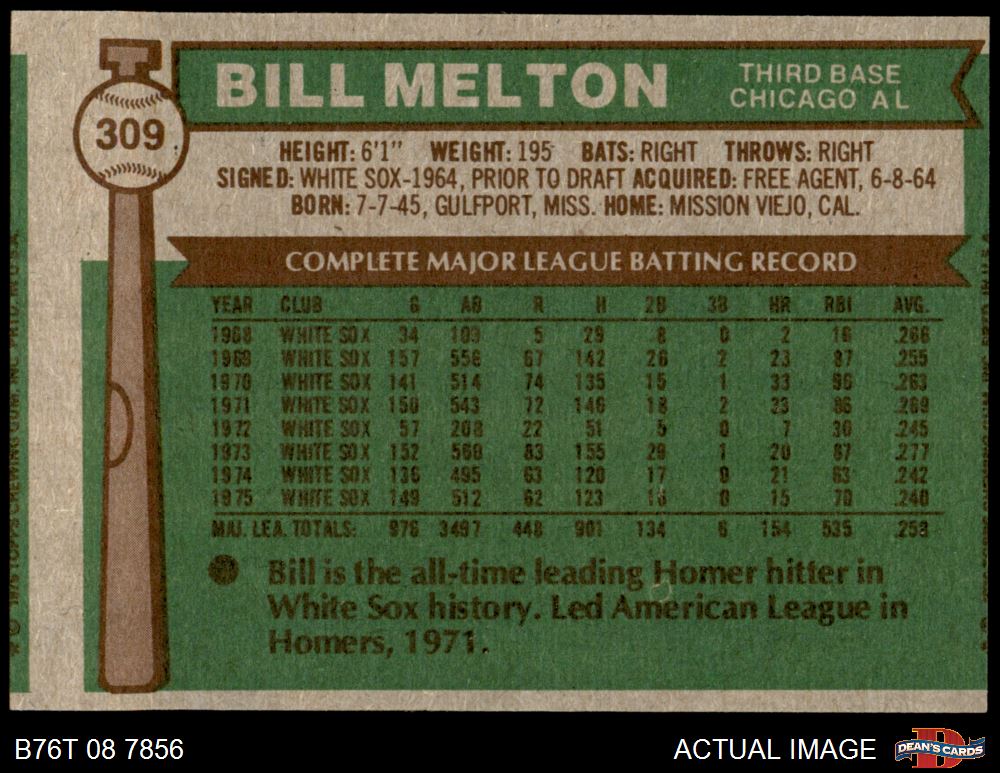 BILL MELTON
THIRD BASE
CHICAGO A L
309
HEIGHT: 6'1" WEIGHT: 195 BATS: RIGHT THROWS: RIGHT
SIGNED: WHITE SOX-1964, PRIOR TO DRAFT ACQUIRED: FREE AGENT, 6-8-64
BORN: 7-7-45, GULFPORT, MISS. HOME: MISSION VIEJO, CAL.
COMPLETE MAJOR LEAGUE BATTING RECORD
YEAR CLUB G AB R H 2B 3B HR RBI AVG.
1968 WHITE SOX 34 109 5 29 8 0 2 16 .266
1969 WHITE SOX 157 556 67 142 26 2 23 87 .255
1970 WHITE SOX 141 514 74 135 15 1 33 96 .263
1971 WHITE SOX 150 543 72 146 18 2 33 86 .269
1972 WHITE SOX 57 208 22 51 5 0 7 30 .245
1973 WHITE SOX 152 560 83 155 29 1 20 87 .277
1974 WHITE SOX 136 495 63 120 17 0 21 63 .242
1975 WHITE SOX 149 512 62 123 16 0 15 70 .240
MAJ. LEA. TOTALS: 976 3497 448 901 134 6 154 535 .258
Bill is the all-time leading Homer hitter in
White Sox history. Led American League in
Homers, 1971.
B76T 08 7856
ACTUAL IMAGE
DEAN'S CARDS